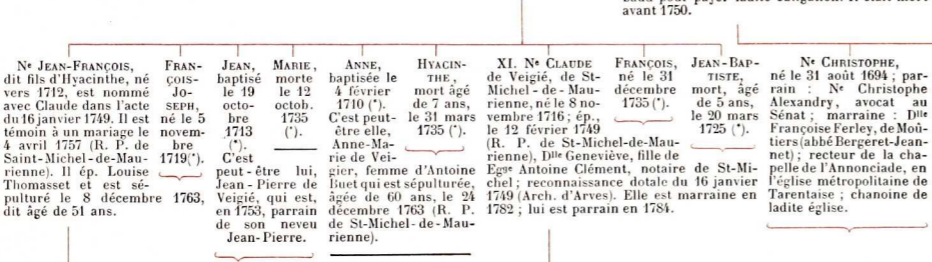 avant 1750.
Nᵉ JEAN-FRANÇOIS,
dit fils d'Hyacinthe, né
vers 1712, est nommé
avec Claude dans l'acte
du 16 janvier 1749. Il est
témoin à un mariage le
4 avril 1757 (R. P. de
Saint-Michel-de-Mau-
rienne). Il ép. Louise
Thomasset et est sé-
pulturé le 8 décembre 1763,
dit âgé de 51 ans.
FRAN-
ÇOIS-
JO-
SEPH,
né le 5
novem-
bre
1719(*).
JEAN,
baptisé
le 19
octo-
bre
1713
(*).
C'est
peut-être lui,
Jean-Pierre de
Veigié, qui est,
en 1753, parrain
de son neveu
Jean-Pierre.
MARIE,
morte
le 12
octob.
1735
(*).
ANNE,
baptisée le
4 février
1710 (*).
C'est peut-
être elle,
Anne-Ma-
rie de Vei-
gier, femme d'Antoine
Buet qui est sépulturée,
âgée de 60 ans, le 24
décembre 1763 (R. P.
de St-Michel-de-Mau-
rienne).
HYACIN-
THE,
mort âgé
de 7 ans,
le 31 mars
1735 (*).
XI. Nᵉ CLAUDE
de Veigié, de St-
Michel-de-Mau-
rienne, né le 8 no-
vembre 1716; ép.,
le 12 février 1749
(R. P. de St-Michel-de-Mau-
rienne), Dˡˡᵉ Geneviève, fille de
Egᵍᵉ Antoine Clément, notaire de St-Mi-
chel; reconnaissance dotale du 16 janvier
1749 (Arch. d'Arves). Elle est marraine en
1782; lui est parrain en 1784.
FRANÇOIS,
né le 31
décembre
1735(*).
JEAN-BAP-
TISTE,
mort, âgé
de 5 ans,
le 20 mars
1725 (*).
Nᵉ CHRISTOPHE,
né le 31 août 1694; par-
rain : Nᵉ Christophe
Alexandry, avocat au
Sénat; marraine : Dˡˡᵉ
Françoise Ferley, de Moû-
tiers (abbé Bergeret-Jean-
net); recteur de la cha-
pelle de l'Annonciade, en
l'église métropolitaine de
Tarentaise; chanoine de
ladite église.